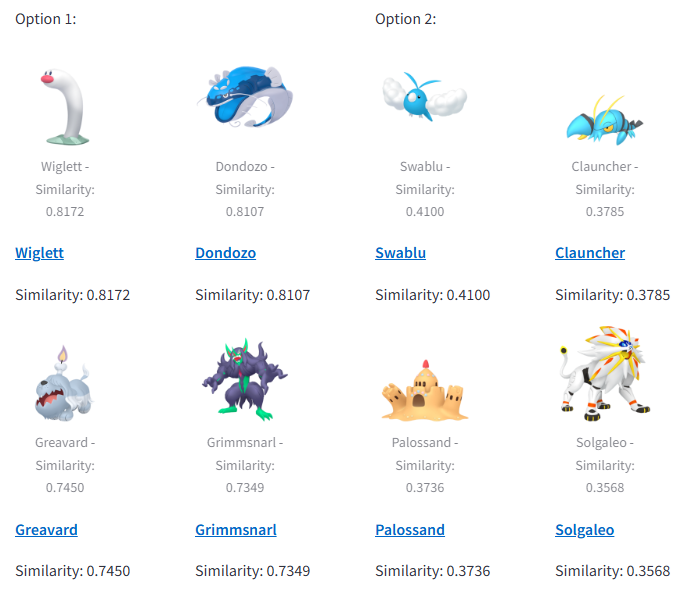 Option 1:
Option 2:
Wiglett -
Similarity:
0.8172
Dondozo -
Similarity:
0.8107
Swablu -
Similarity:
0.4100
Clauncher -
Similarity:
0.3785
Wiglett
Dondozo
Swablu
Clauncher
Similarity: 0.8172
Similarity: 0.8107
Similarity: 0.4100
Similarity: 0.3785
Greavard -
Similarity:
0.7450
Grimmsnarl -
Similarity:
0.7349
Palossand -
Similarity:
0.3736
Solgaleo -
Similarity:
0.3568
Greavard
Grimmsnarl
Palossand
Solgaleo
Similarity: 0.7450
Similarity: 0.7349
Similarity: 0.3736
Similarity: 0.3568